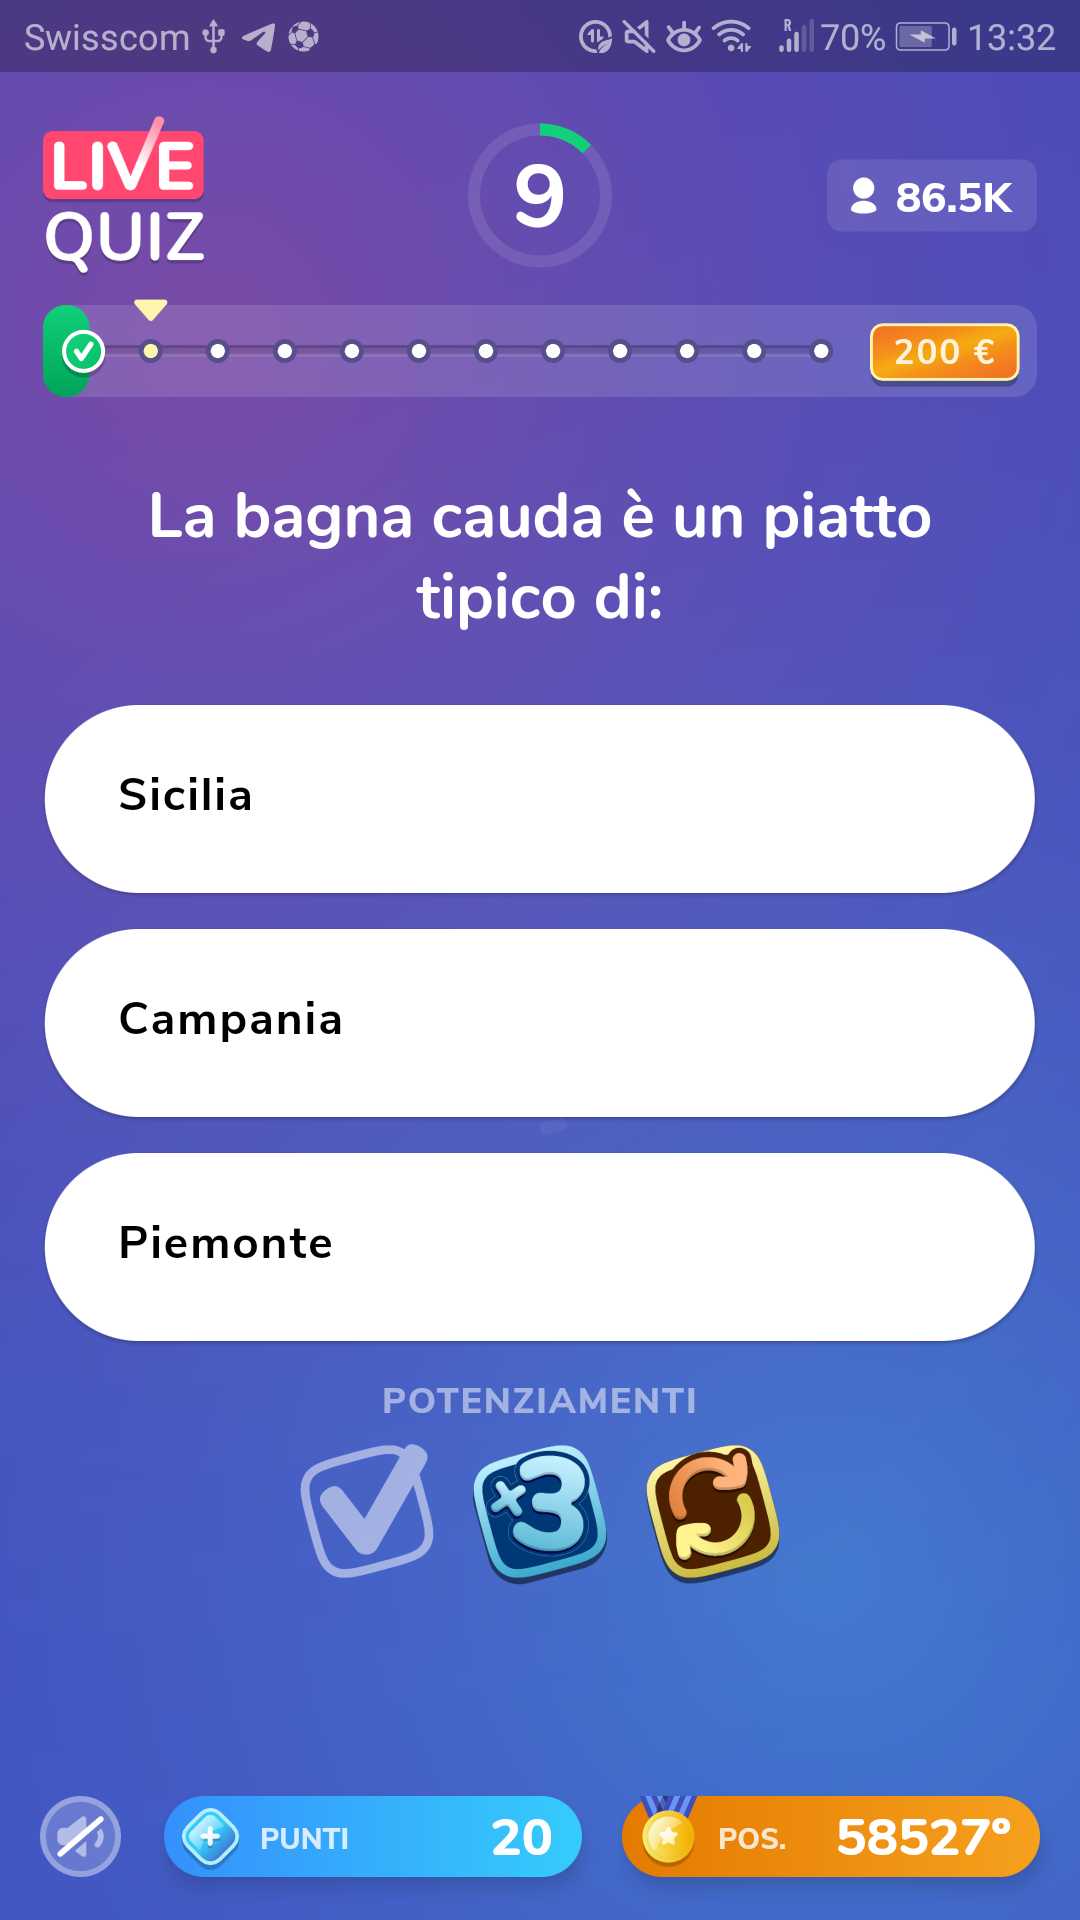 Swisscom 70% 13:32
LIVE
QUIZ
9
86.5K
200 €
La bagna cauda è un piatto
tipico di:
Sicilia
Campania
Piemonte
POTENZIAMENTI
×3
PUNTI 20
POS. 58527°